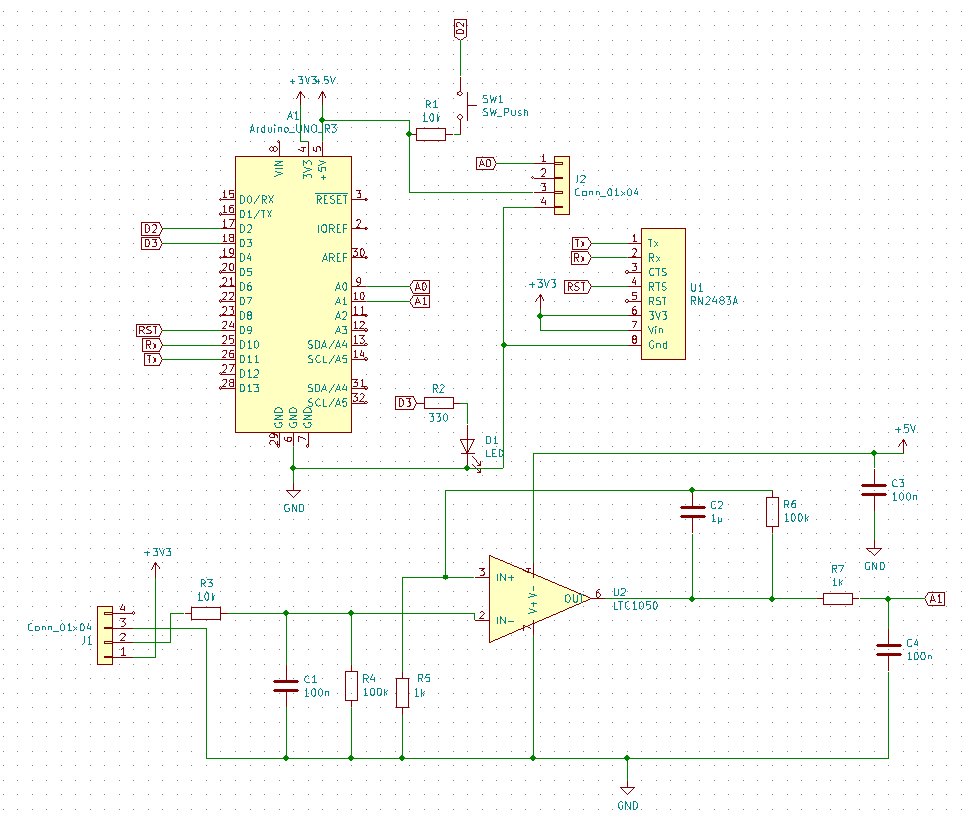 D2
+3V3
+5V
A1
Arduino_UNO_R3
R1
10k
SW1
SW_Push
8
4
5
VIN
3V3
+5V
A0
1
2
3
4
J2
Conn_01x04
15
D0/RX
RESET
3
16
D1/TX
D2
17
D2
IOREF
2
D3
18
D3
19
D4
AREF
30
20
D5
21
D6
A0
9
A0
22
D7
A1
10
A1
23
D8
A2
11
RST
24
D9
A3
12
Rx
25
D10
SDA/A4
13
Tx
26
D11
SCL/A5
14
27
D12
28
D13
SDA/A4
31
SCL/A5
32
GND
GND
GND
29
6
7
GND
Tx
1
Tx
Rx
2
Rx
3
CTS
+3V3
RST
4
RTS
U1
5
RST
RN2483A
6
3V3
7
Vin
8
Gnd
R2
D3
330
D1
LED
+5V
C3
100n
GND
C2
1µ
R6
100k
+3V3
R3
10k
4
Conn_01x04
3
J1
2
1
3
IN+
2
IN-
V+
V-
OUT
6
U2
LTC1050
R7
1k
A1
C1
100n
R4
100k
R5
1k
C4
100n
GND